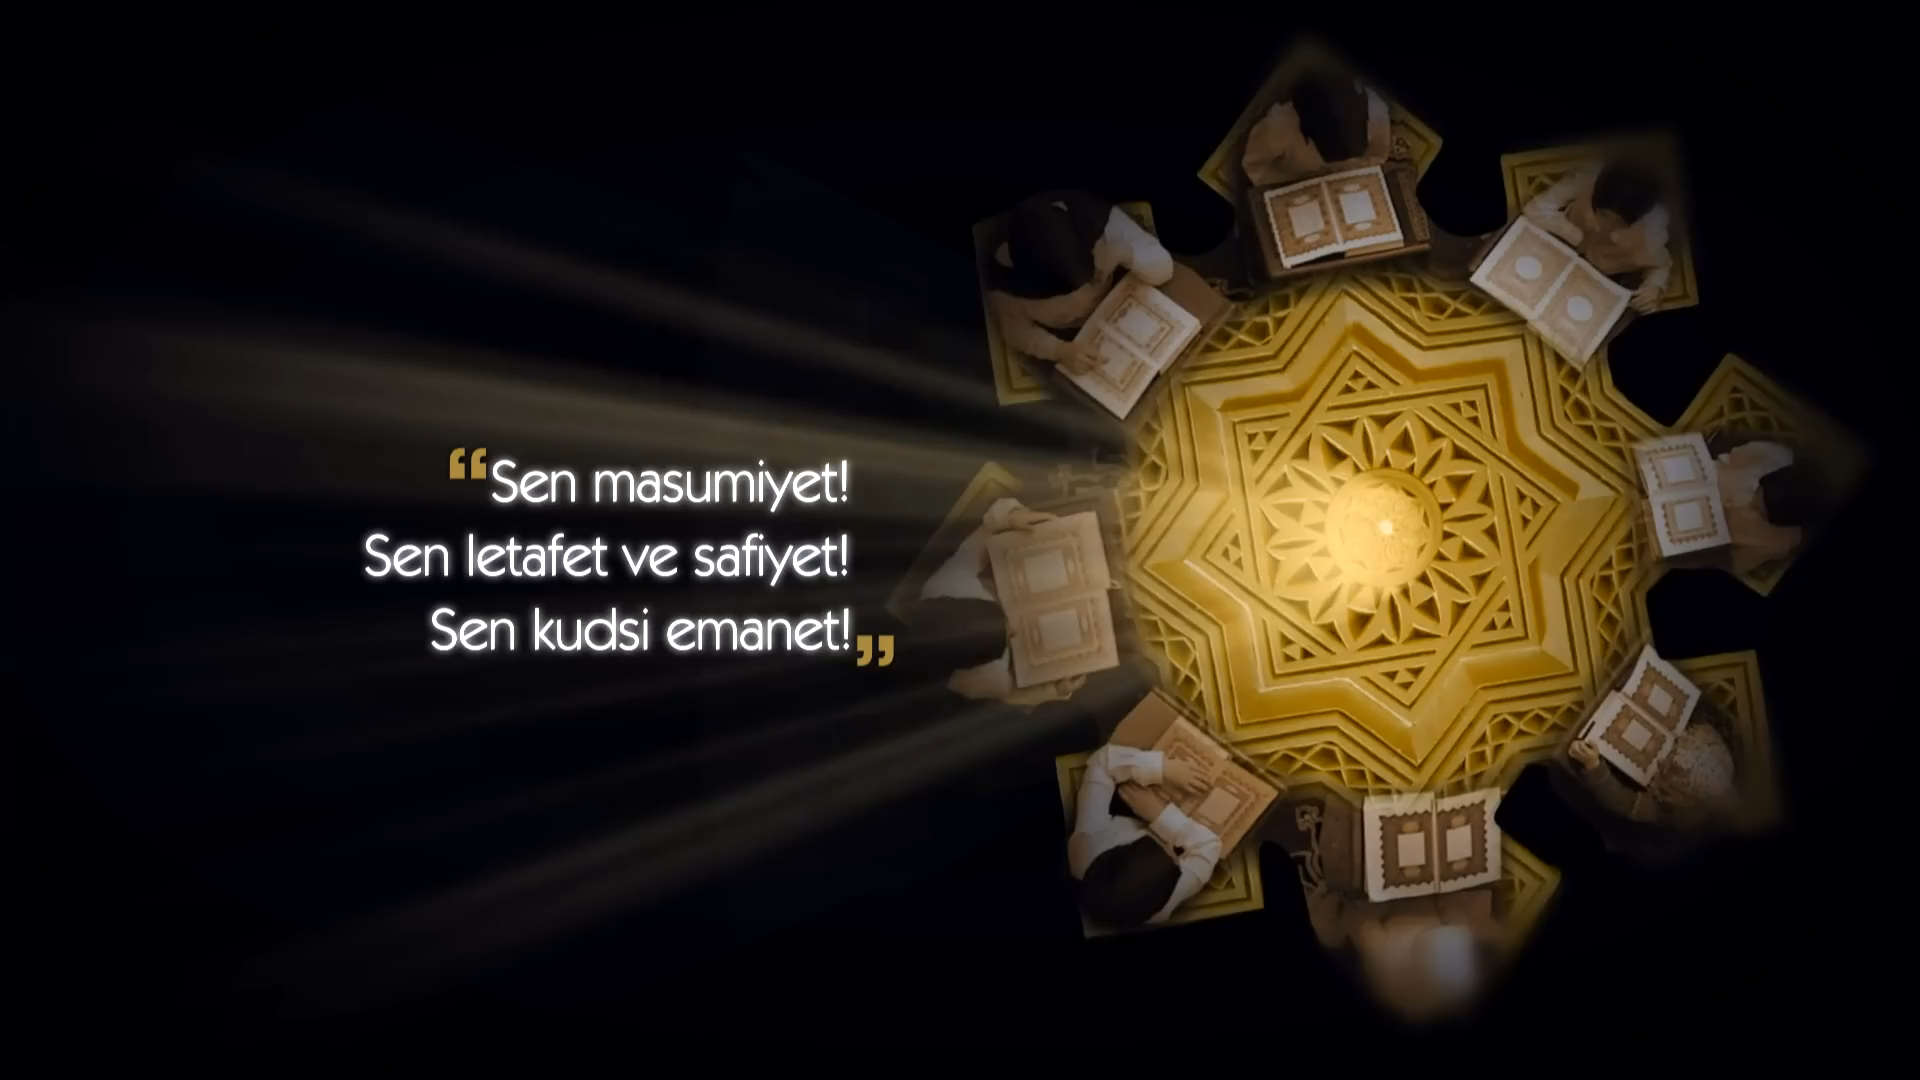 “Sen masumiyet!
Sen letafet ve safiyet!
Sen kudsi emanet!”